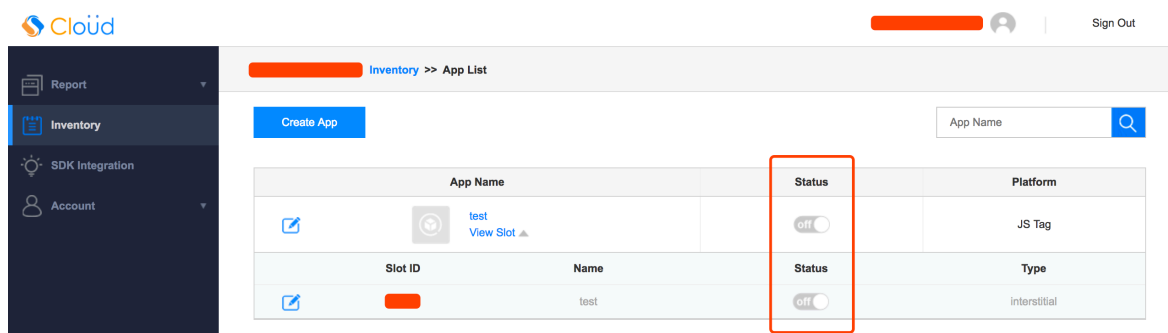 Cloüd
Sign Out
Report
Inventory
SDK Integration
Account
Inventory >> App List
Create App
App Name
App Name Status Platform
test
View Slot
off
JS Tag
Slot ID Name Status Type
test off interstitial